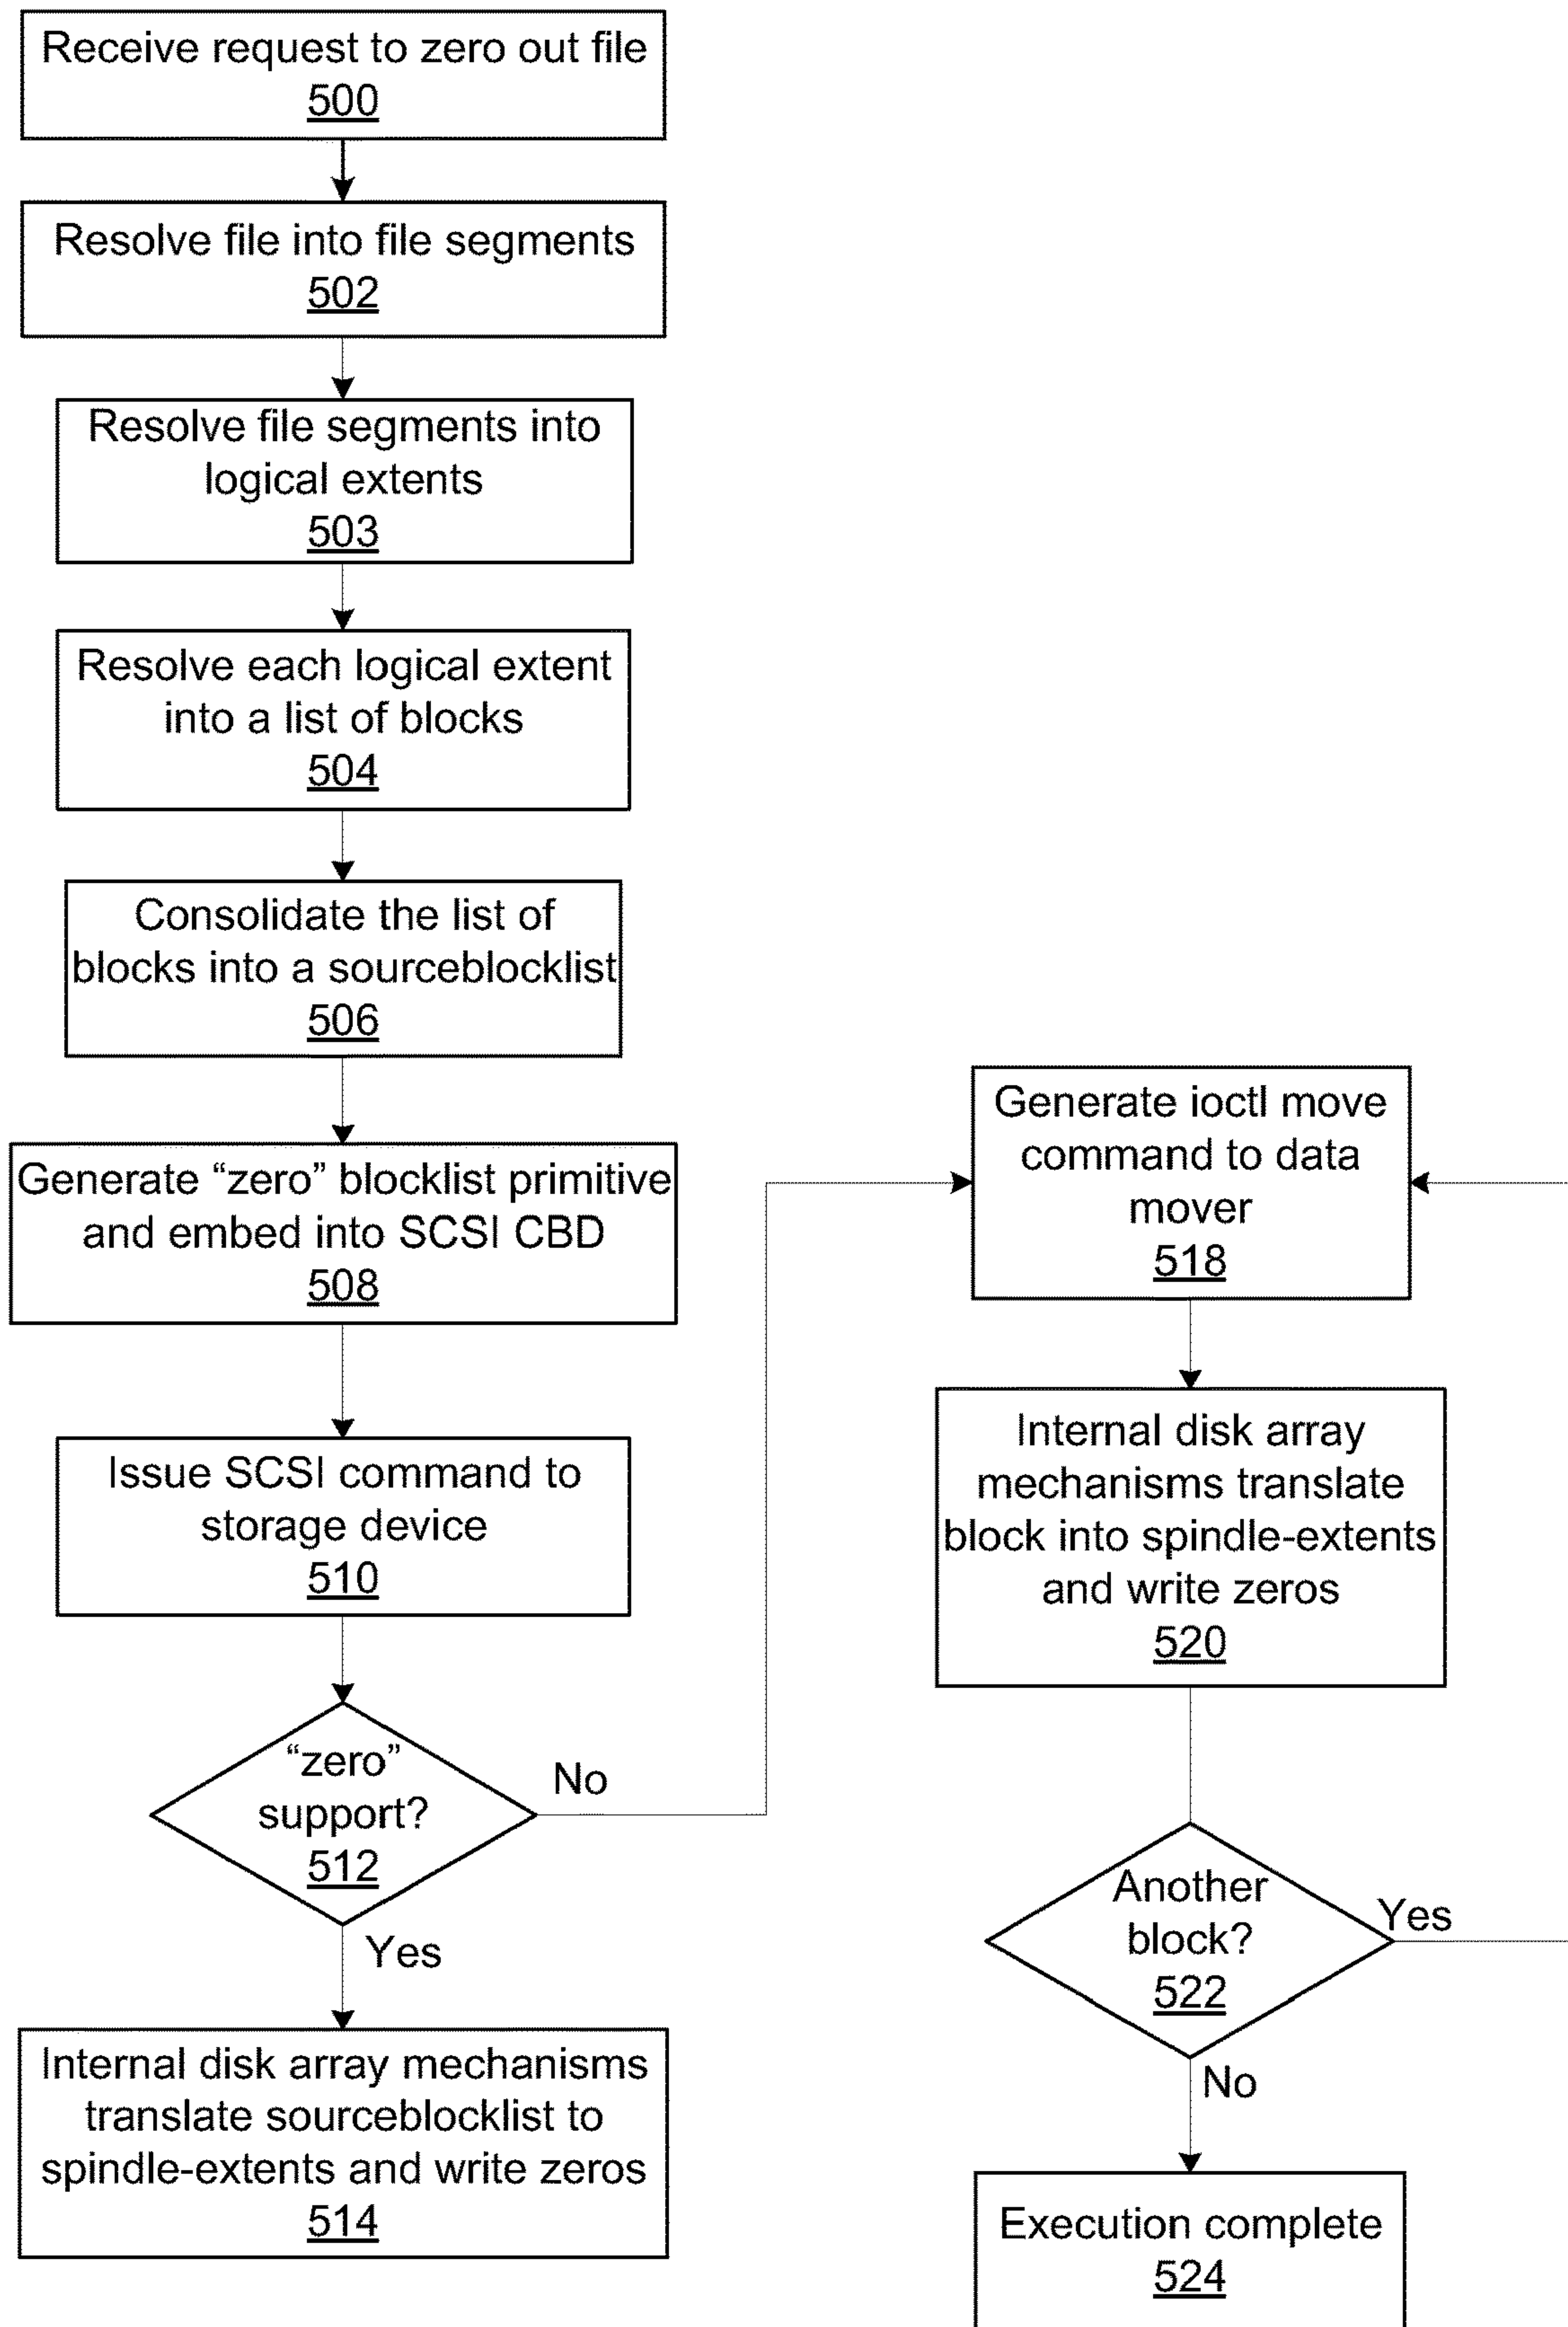 Receive request to zero out file
500
Resolve file into file segments
502
Resolve file segments into
logical extents
503
Resolve each logical extent
into a list of blocks
504
Consolidate the list of
blocks into a sourceblocklist
506
Generate “zero” blocklist primitive
and embed into SCSI CBD
508
Issue SCSI command to
storage device
510
“zero”
support?
512
No
Yes
Internal disk array mechanisms
translate sourceblocklist to
spindle-extents and write zeros
514
Generate ioctl move
command to data
mover
518
Internal disk array
mechanisms translate
block into spindle-extents
and write zeros
520
Another
block?
522
Yes
No
Execution complete
524